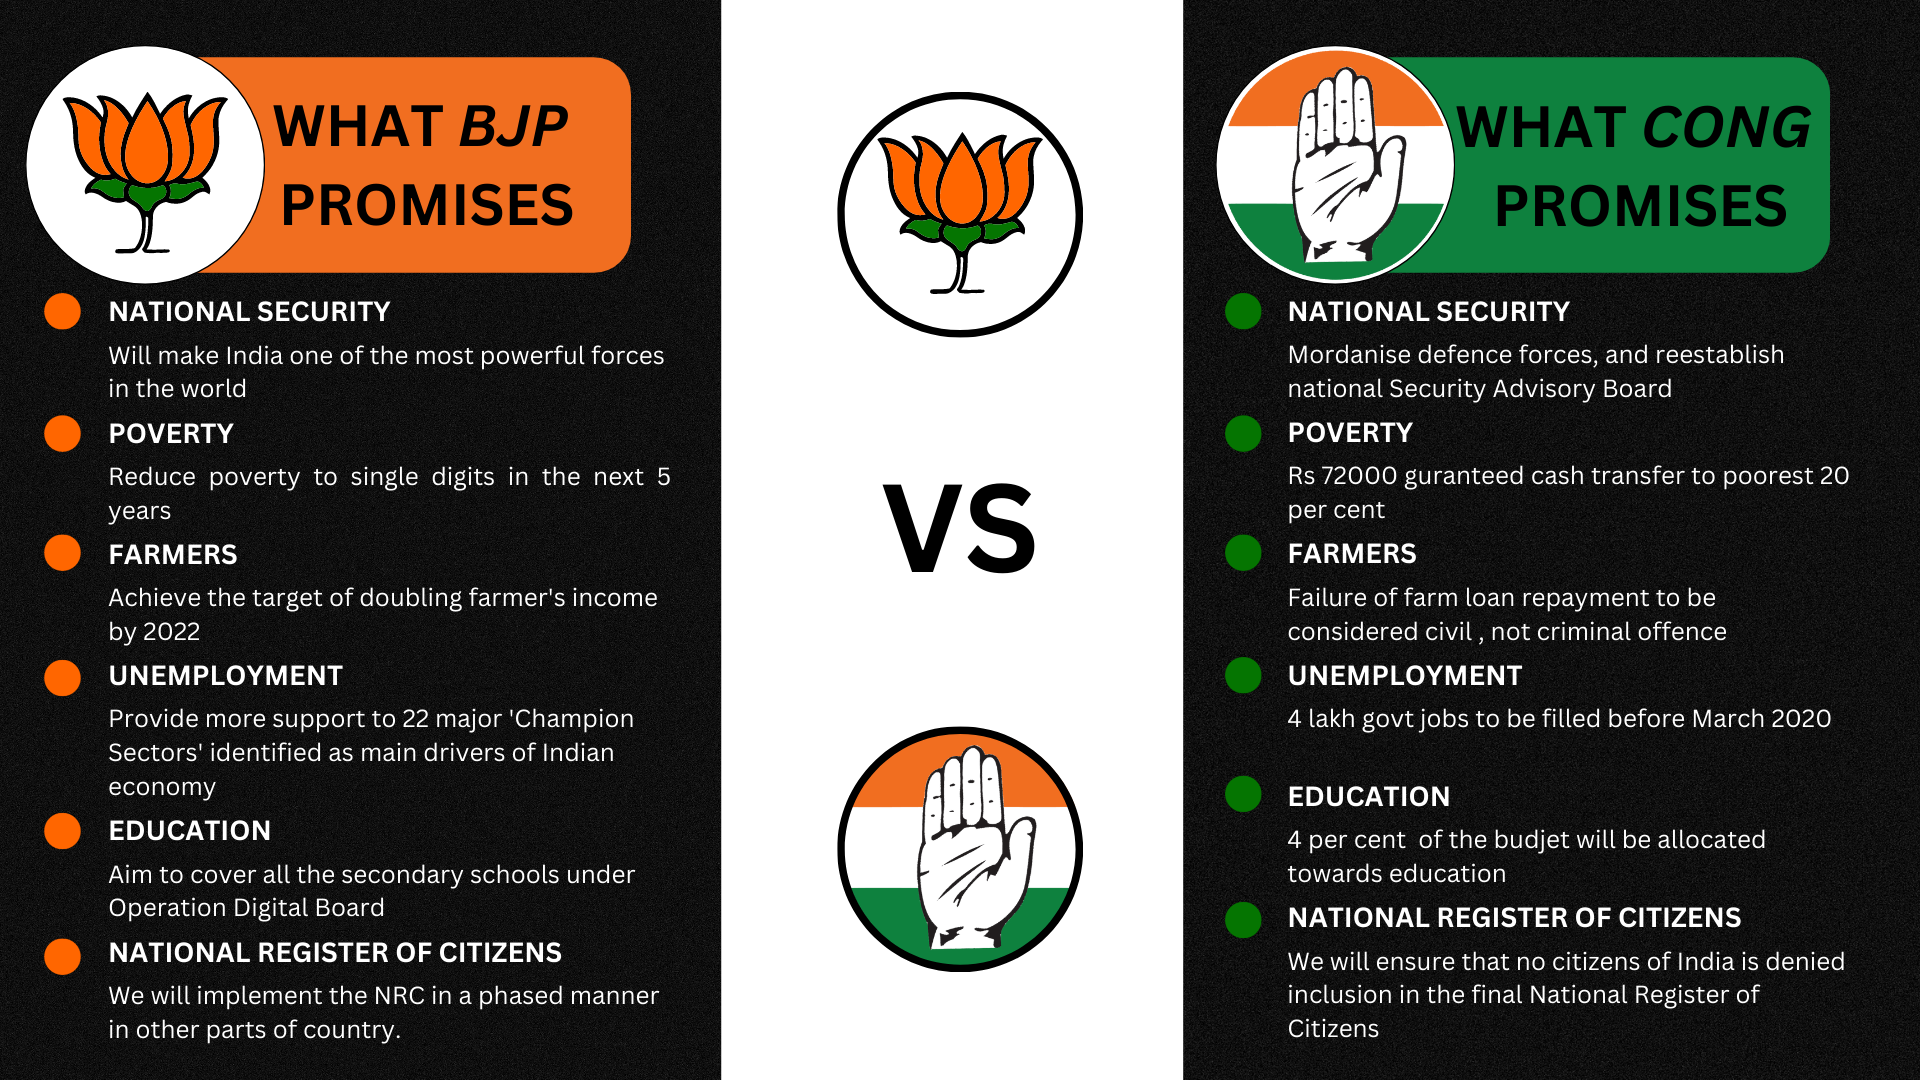 WHAT BJP
PROMISES
NATIONAL SECURITY
Will make India one of the most powerful forces
in the world
POVERTY
Reduce poverty to single digits in the next 5
years
FARMERS
Achieve the target of doubling farmer's income
by 2022
UNEMPLOYMENT
Provide more support to 22 major 'Champion
Sectors' identified as main drivers of Indian
economy
EDUCATION
Aim to cover all the secondary schools under
Operation Digital Board
NATIONAL REGISTER OF CITIZENS
We will implement the NRC in a phased manner
in other parts of country.
VS
WHAT CONG
PROMISES
NATIONAL SECURITY
Mordanise defence forces, and reestablish
national Security Advisory Board
POVERTY
Rs 72000 guranteed cash transfer to poorest 20
per cent
FARMERS
Failure of farm loan repayment to be
considered civil , not criminal offence
UNEMPLOYMENT
4 lakh govt jobs to be filled before March 2020
EDUCATION
4 per cent  of the budjet will be allocated
towards education
NATIONAL REGISTER OF CITIZENS
We will ensure that no citizens of India is denied
inclusion in the final National Register of
Citizens